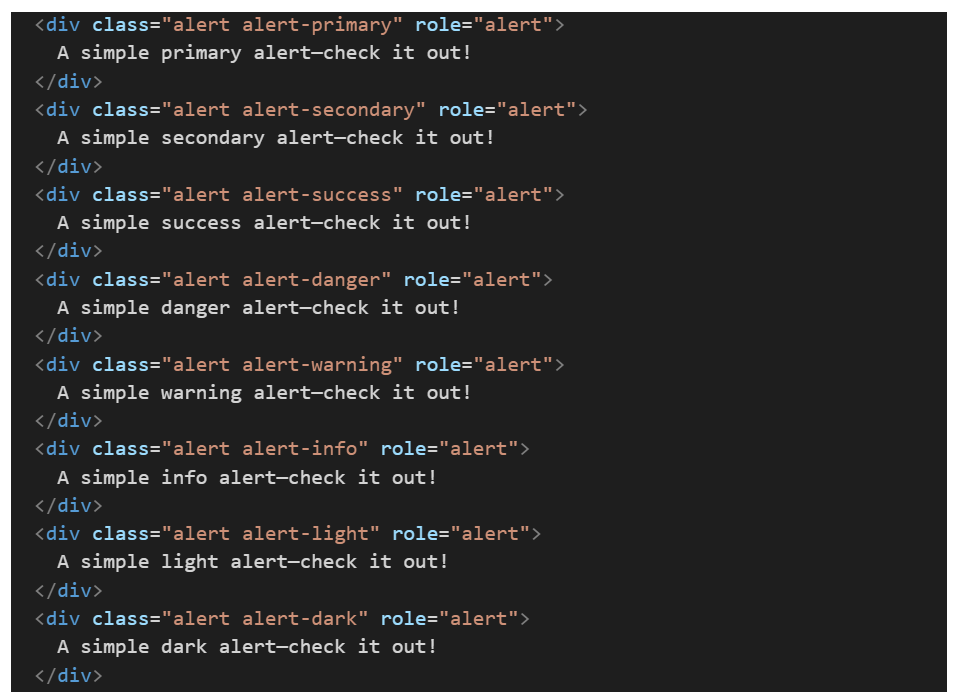 <div class="alert alert-primary" role="alert">
  A simple primary alert—check it out!
</div>
<div class="alert alert-secondary" role="alert">
  A simple secondary alert—check it out!
</div>
<div class="alert alert-success" role="alert">
  A simple success alert—check it out!
</div>
<div class="alert alert-danger" role="alert">
  A simple danger alert—check it out!
</div>
<div class="alert alert-warning" role="alert">
  A simple warning alert—check it out!
</div>
<div class="alert alert-info" role="alert">
  A simple info alert—check it out!
</div>
<div class="alert alert-light" role="alert">
  A simple light alert—check it out!
</div>
<div class="alert alert-dark" role="alert">
  A simple dark alert—check it out!
</div>